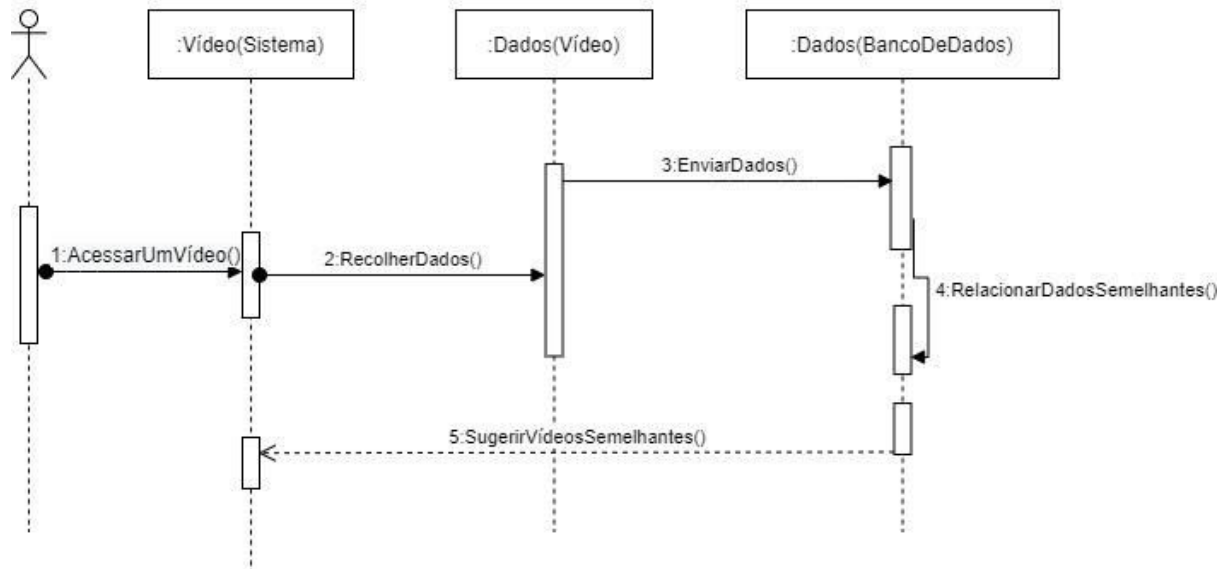 :Vídeo(Sistema)
:Dados(Vídeo)
:Dados(BancoDeDados)
3:EnviarDados()
1:AcessarUmVídeo()
2:RecolherDados()
4:RelacionarDadosSemelhantes()
5:SugerirVídeosSemelhantes()